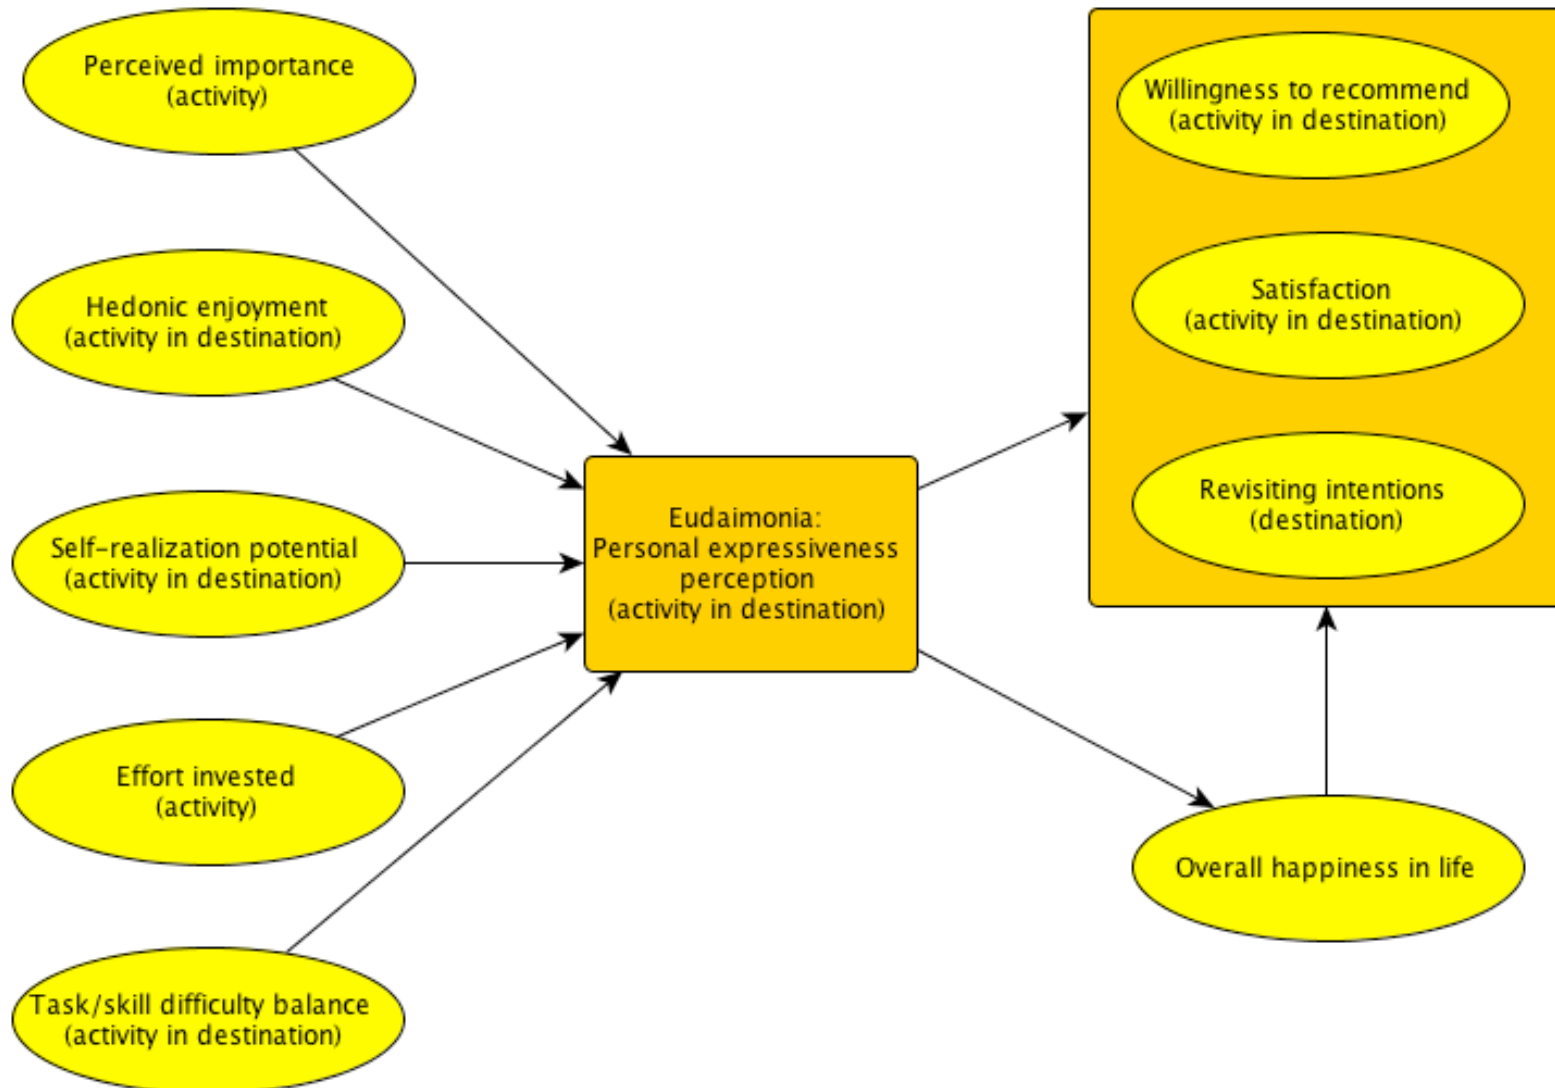 Perceived importance
(activity)
Hedonic enjoyment
(activity in destination)
Self-realization potential
(activity in destination)
Effort invested
(activity)
Task/skill difficulty balance
(activity in destination)
Eudaimonia:
Personal expressiveness
perception
(activity in destination)
Willingness to recommend
(activity in destination)
Satisfaction
(activity in destination)
Revisiting intentions
(destination)
Overall happiness in life